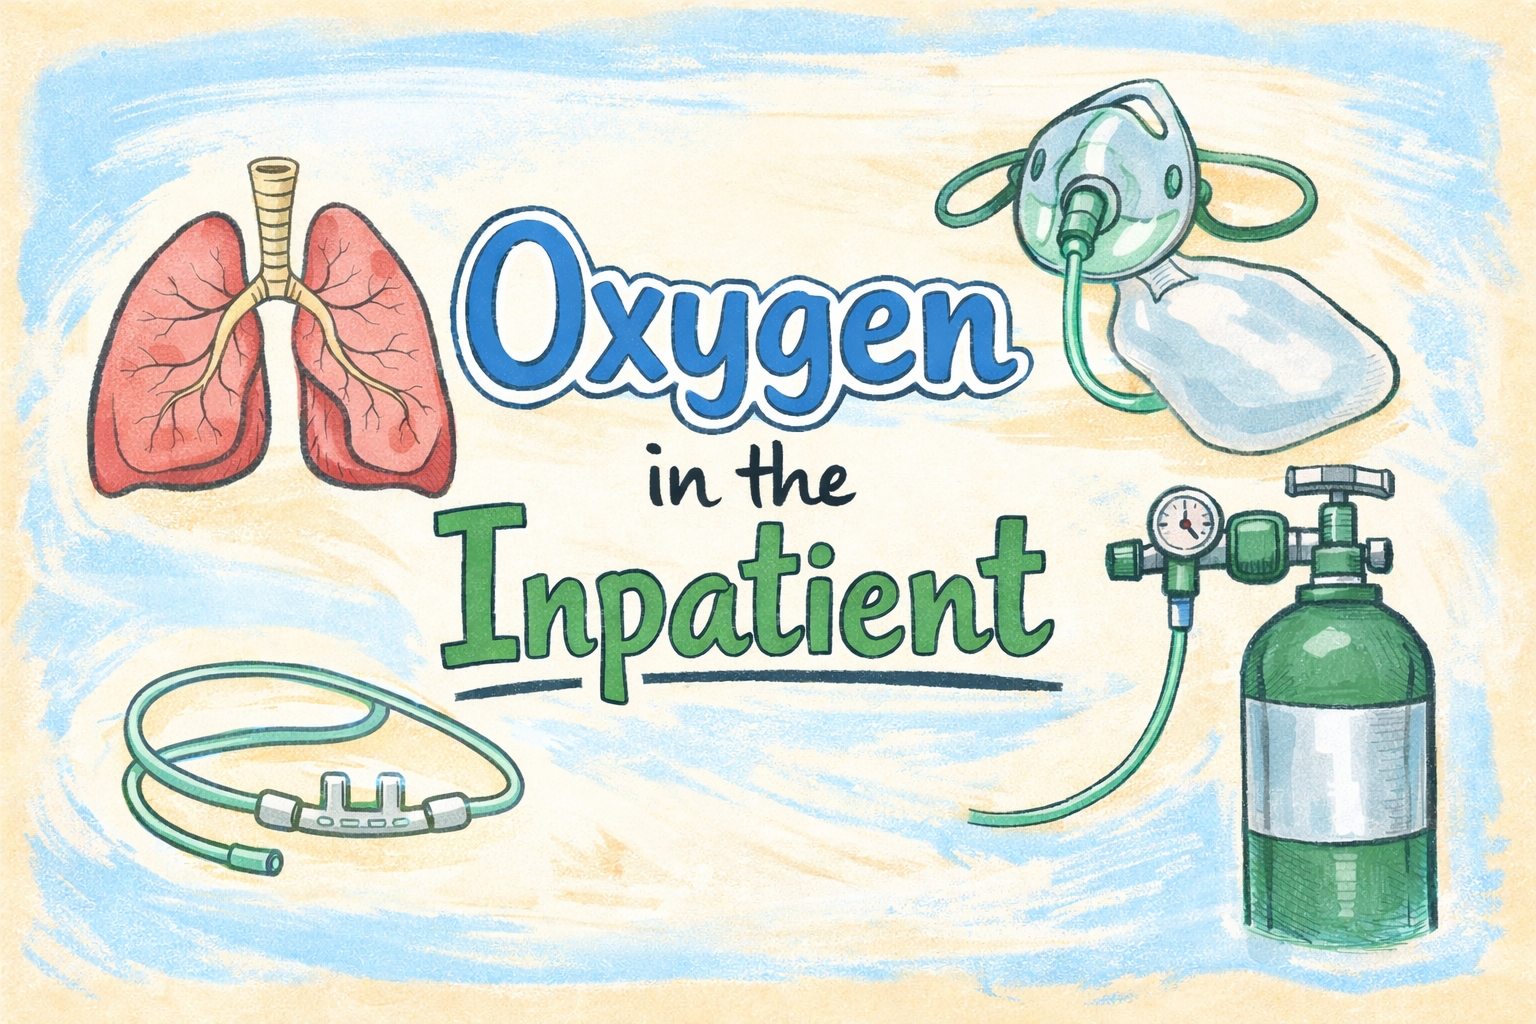 Oxygen
in the
Inpatient